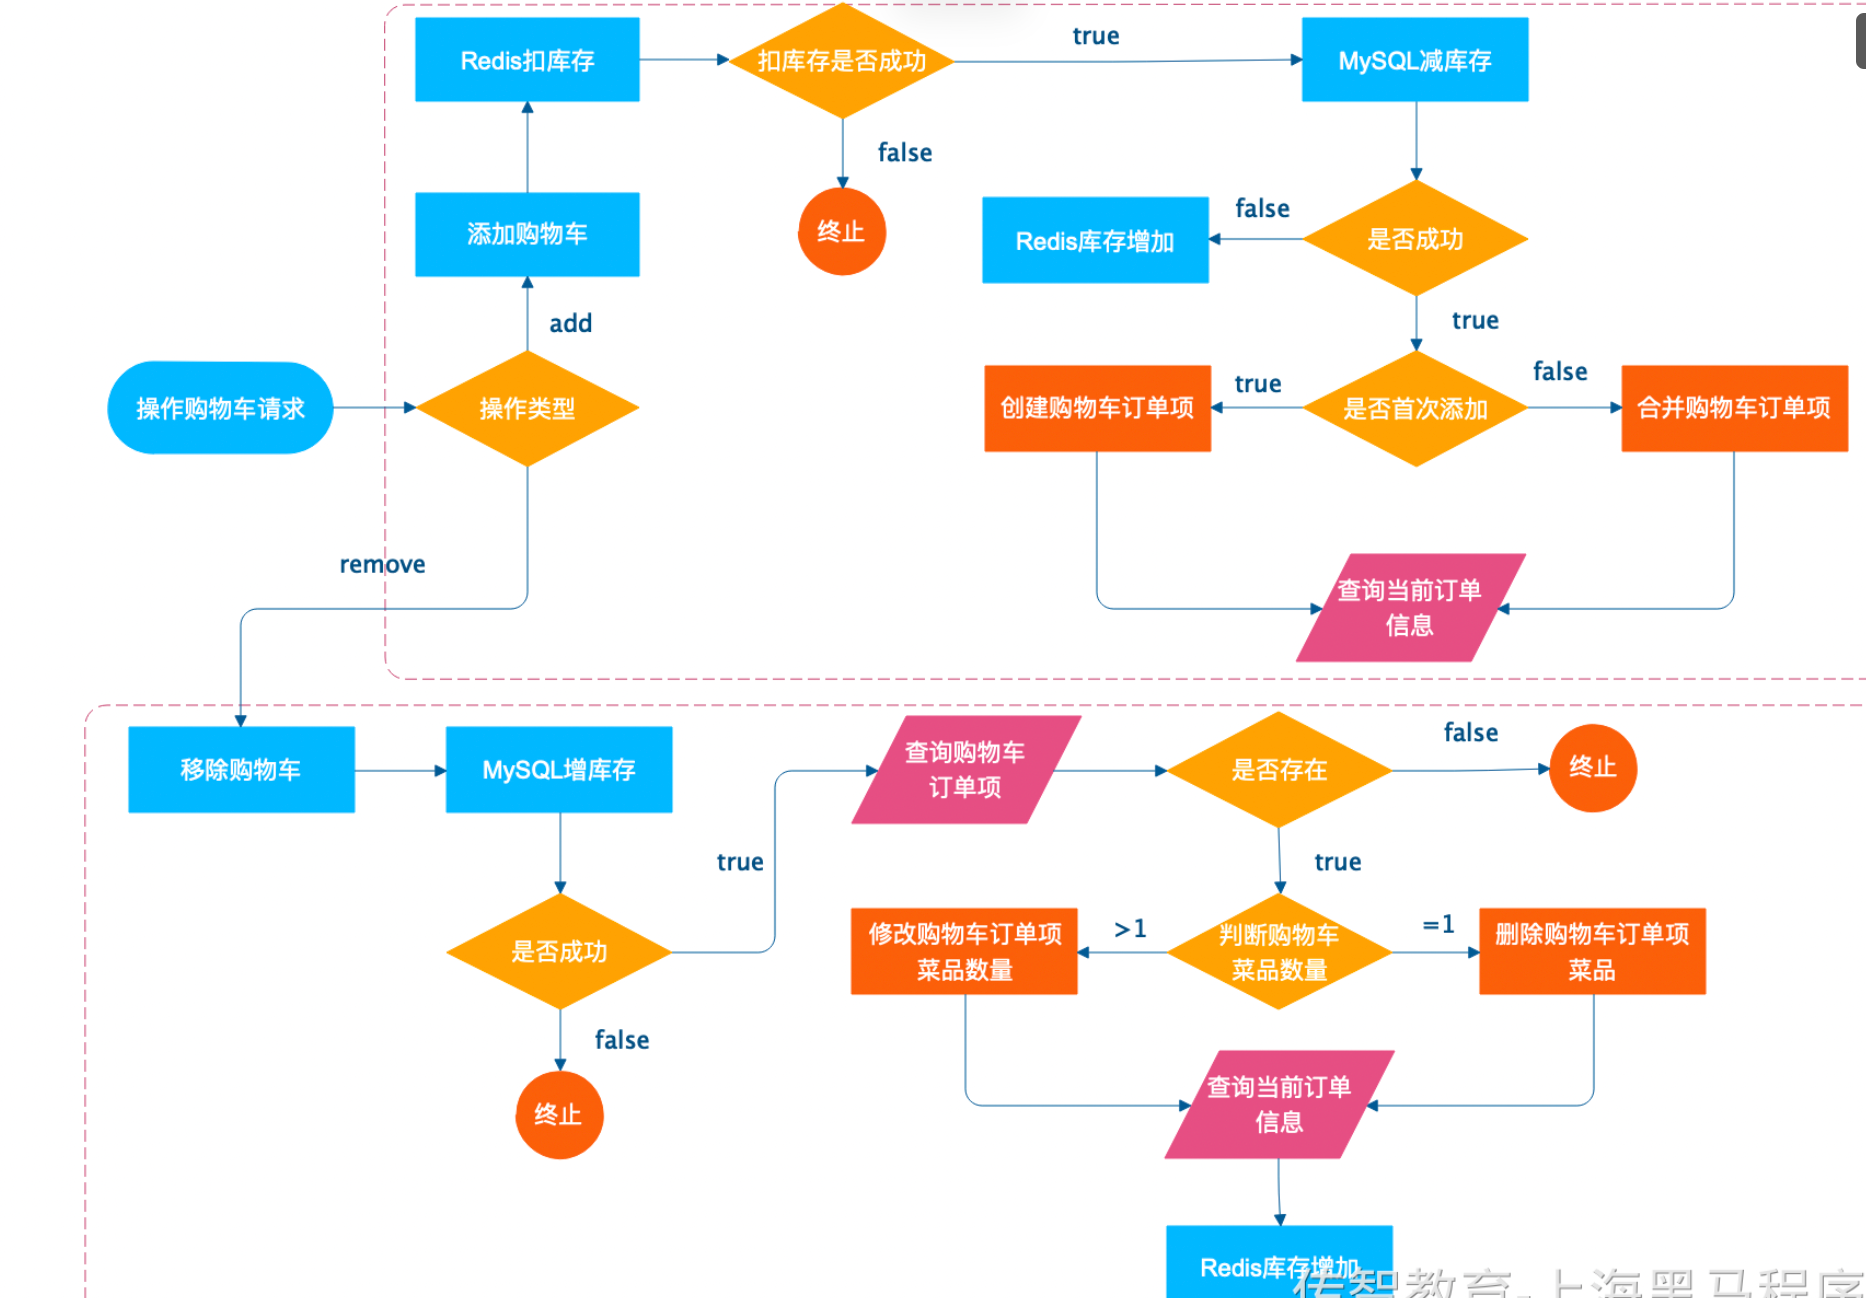 Redis扣库存
扣库存是否成功
true
MySQL减库存
false
终止
添加购物车
Redis库存增加
false
是否成功
add
true
操作购物车请求
操作类型
创建购物车订单项
true
是否首次添加
false
合并购物车订单项
remove
查询当前订单
信息
移除购物车
MySQL增库存
查询购物车
订单项
是否存在
false
终止
true
true
是否成功
修改购物车订单项
菜品数量
>1
判断购物车
菜品数量
=1
删除购物车订单项
菜品
false
终止
查询当前订单
信息
Redis库存增加
传智教育-上海黑马程序